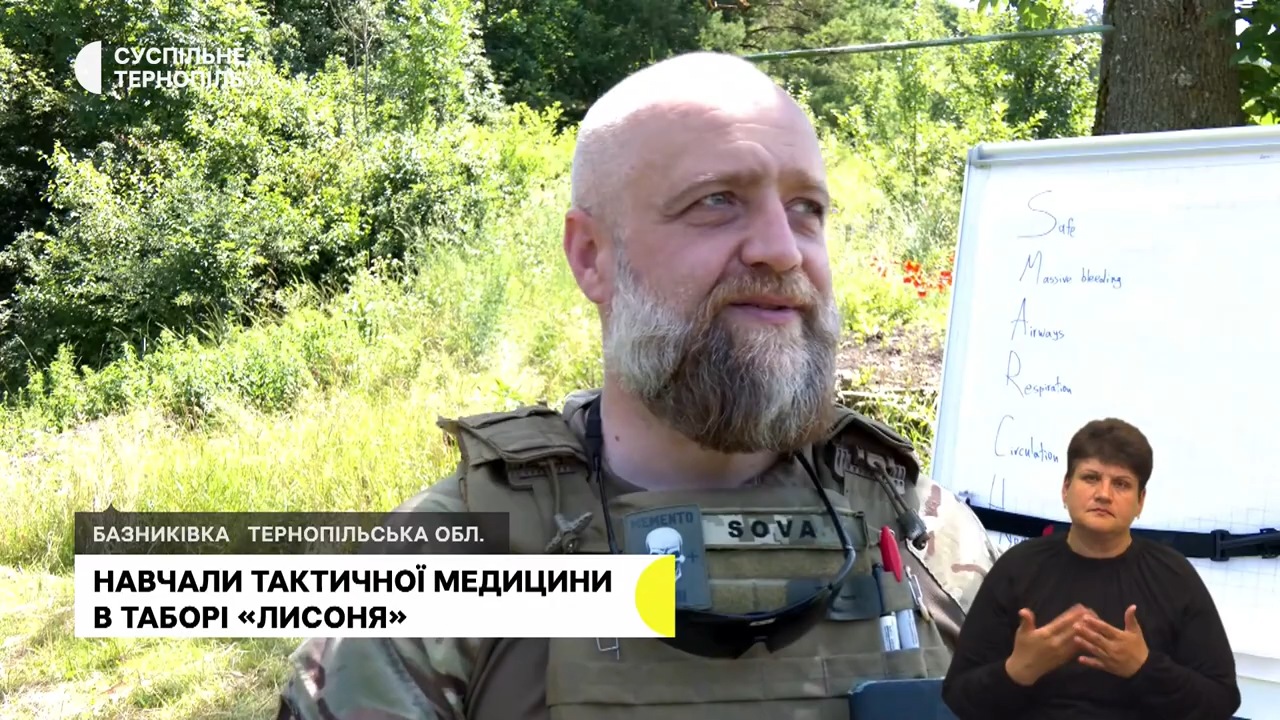 СУСПІЛЬНЕ
ТЕРНОПІЛЬ
Safe
Massive bleeding
Airways
Respiration
Circulation
MEMENTO
SOVA
БАЗНИКІВКА ТЕРНОПІЛЬСЬКА ОБЛ.
НАВЧАЛИ ТАКТИЧНОЇ МЕДИЦИНИ
В ТАБОРІ «ЛИСОНЯ»